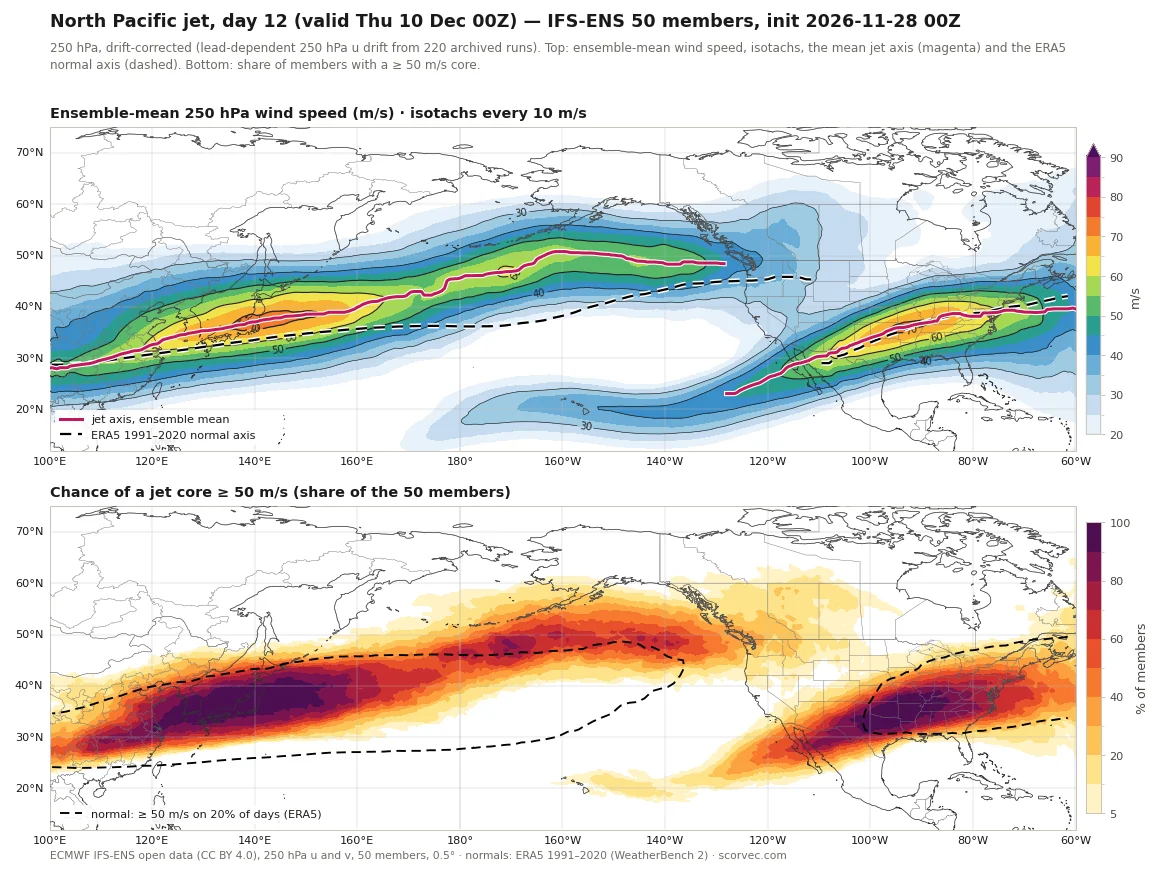 North Pacific jet, day 12 (valid Thu 10 Dec 00Z) — IFS-ENS 50 members, init 2026-11-28 00Z
250 hPa, drift-corrected (lead-dependent 250 hPa u drift from 220 archived runs). Top: ensemble-mean wind speed, isotachs, the mean jet axis (magenta) and the ERA5
normal axis (dashed). Bottom: share of members with a ≥ 50 m/s core.
Ensemble-mean 250 hPa wind speed (m/s) · isotachs every 10 m/s
70°N
60°N
50°N
40°N
30°N
20°N
30
40
50
30
50
60
jet axis, ensemble mean
ERA5 1991–2020 normal axis
100°E 120°E 140°E 160°E 180° 160°W 140°W 120°W 100°W 80°W 60°W
90
80
70
60
50
40
30
20
m/s
Chance of a jet core ≥ 50 m/s (share of the 50 members)
70°N
60°N
50°N
40°N
30°N
20°N
normal: ≥ 50 m/s on 20% of days (ERA5)
100°E 120°E 140°E 160°E 180° 160°W 140°W 120°W 100°W 80°W 60°W
100
80
60
40
20
5
% of members
ECMWF IFS-ENS open data (CC BY 4.0), 250 hPa u and v, 50 members, 0.5° · normals: ERA5 1991–2020 (WeatherBench 2) · scorvec.com